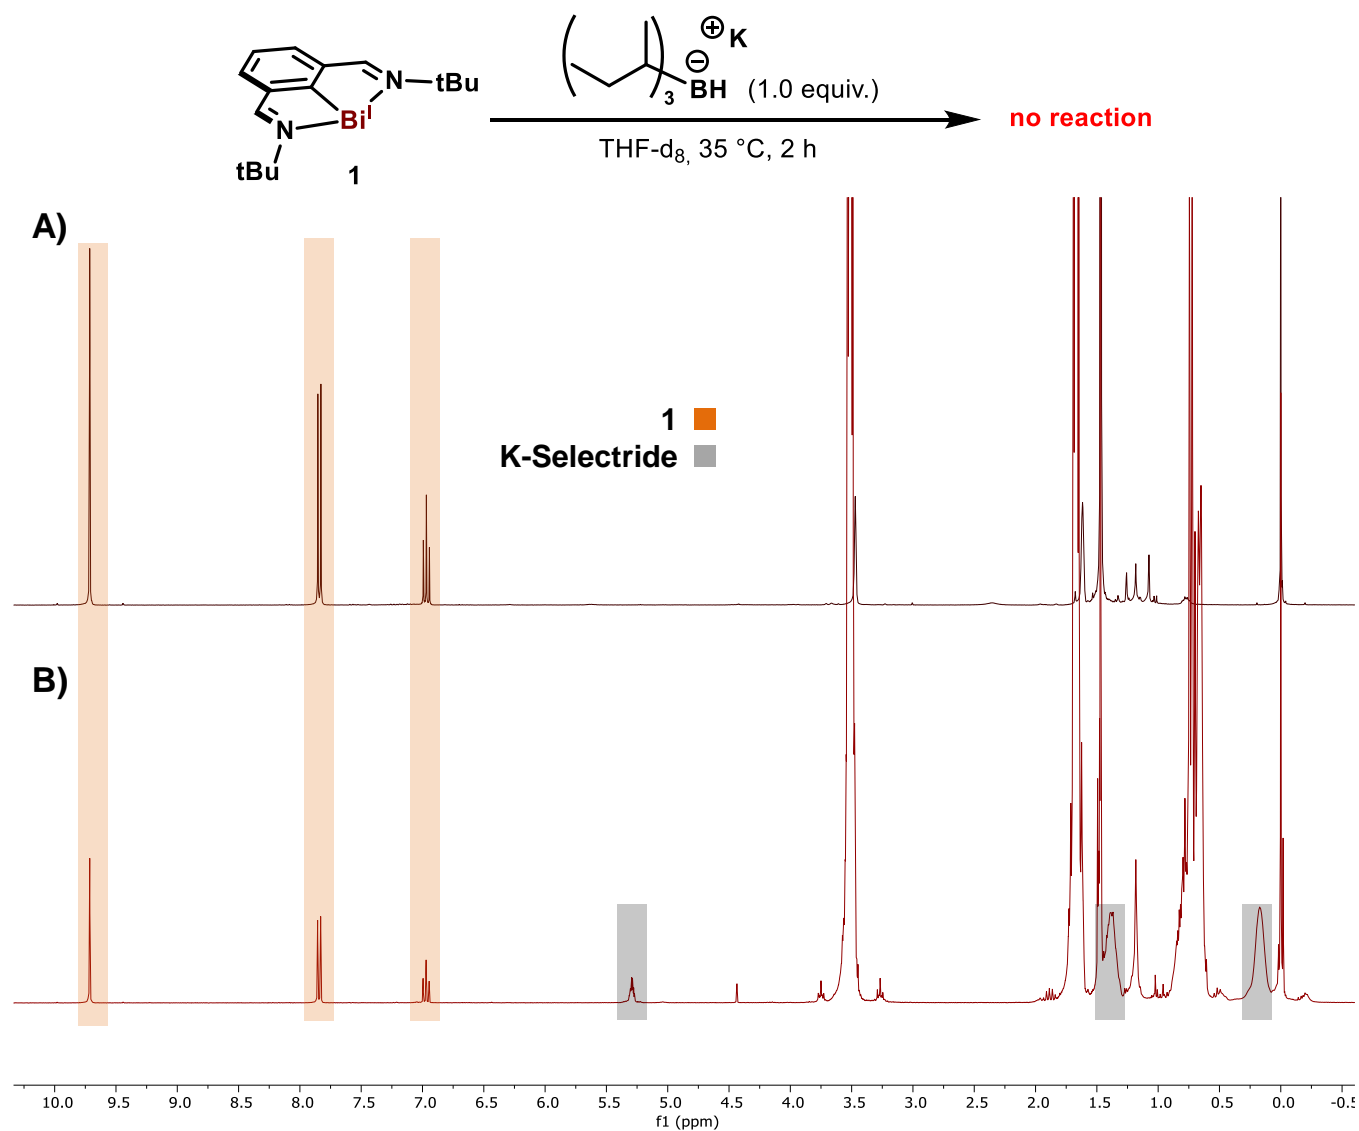 K
BH
3
(1.0 equiv.)
N
tBu
Bi I
N
tBu
1
no reaction
THF-d8, 35 °C, 2 h
A)
1
K-Selectride
B)
10.0 9.5 9.0 8.5 8.0 7.5 7.0 6.5 6.0 5.5 5.0 4.5 4.0 3.5 3.0 2.5 2.0 1.5 1.0 0.5 0.0 -0.5
f1 (ppm)